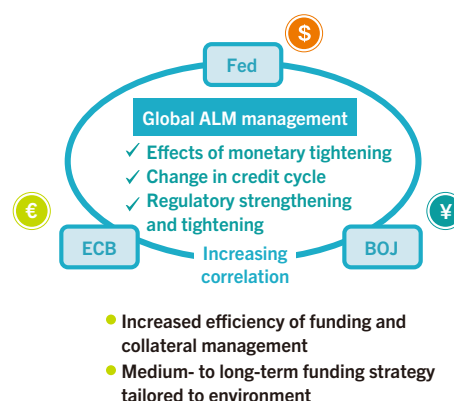 $
Fed
Global ALM management
✓ Effects of monetary tightening
✓ Change in credit cycle
✓ Regulatory strengthening
and tightening
€
¥
ECB
BOJ
Increasing
correlation
• Increased efficiency of funding and
collateral management
• Medium- to long-term funding strategy
tailored to environment